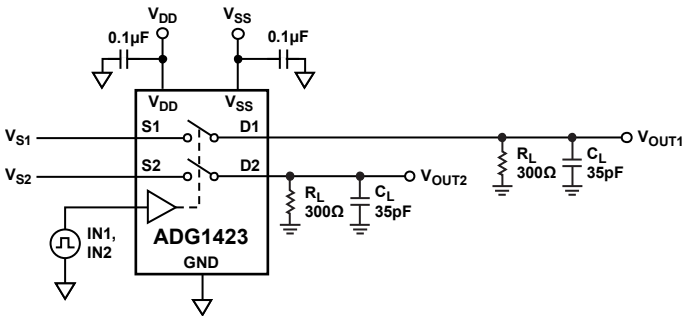 VDD
VSS
0.1µF
0.1µF
VDD
VSS
VS1
S1
D1
VOUT1
VS2
S2
D2
VOUT2
RL
300Ω
CL
35pF
RL
300Ω
CL
35pF
IN1,
IN2
ADG1423
GND